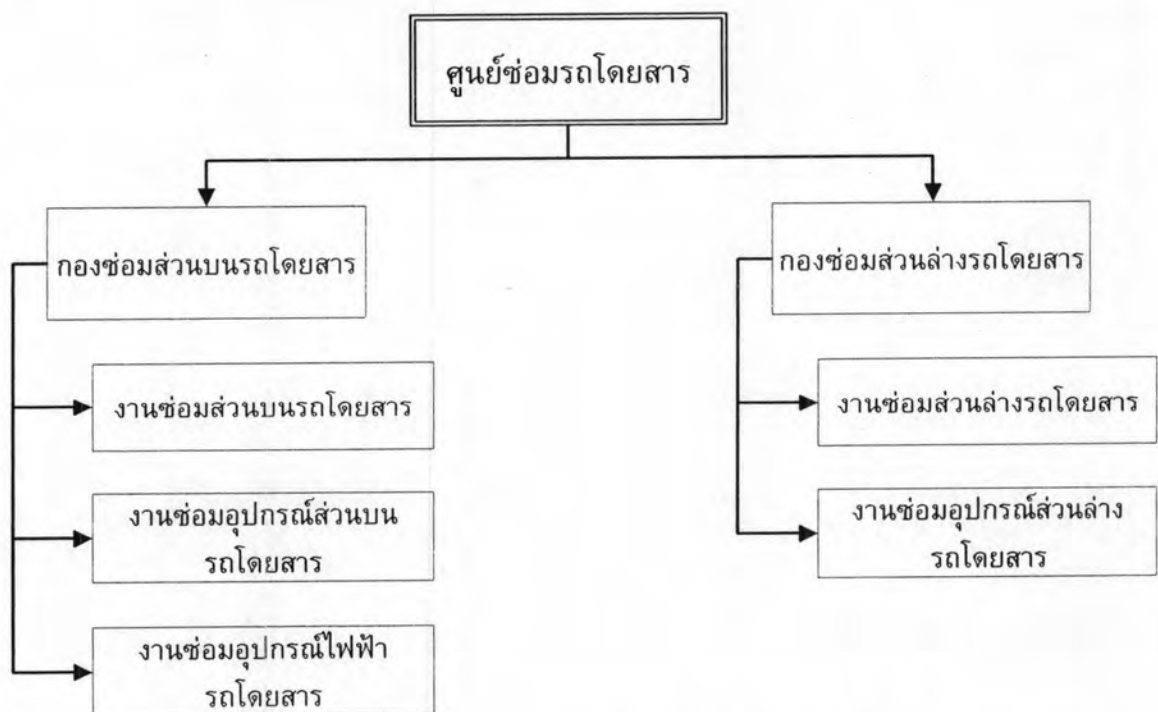 ศูนย์ซ่อมรถโดยสาร
กองซ่อมส่วนบนรถโดยสาร
งานซ่อมส่วนบนรถโดยสาร
งานซ่อมอุปกรณ์ส่วนบน
รถโดยสาร
งานซ่อมอุปกรณ์ไฟฟ้า
รถโดยสาร
กองซ่อมส่วนล่างรถโดยสาร
งานซ่อมส่วนล่างรถโดยสาร
งานซ่อมอุปกรณ์ส่วนล่าง
รถโดยสาร